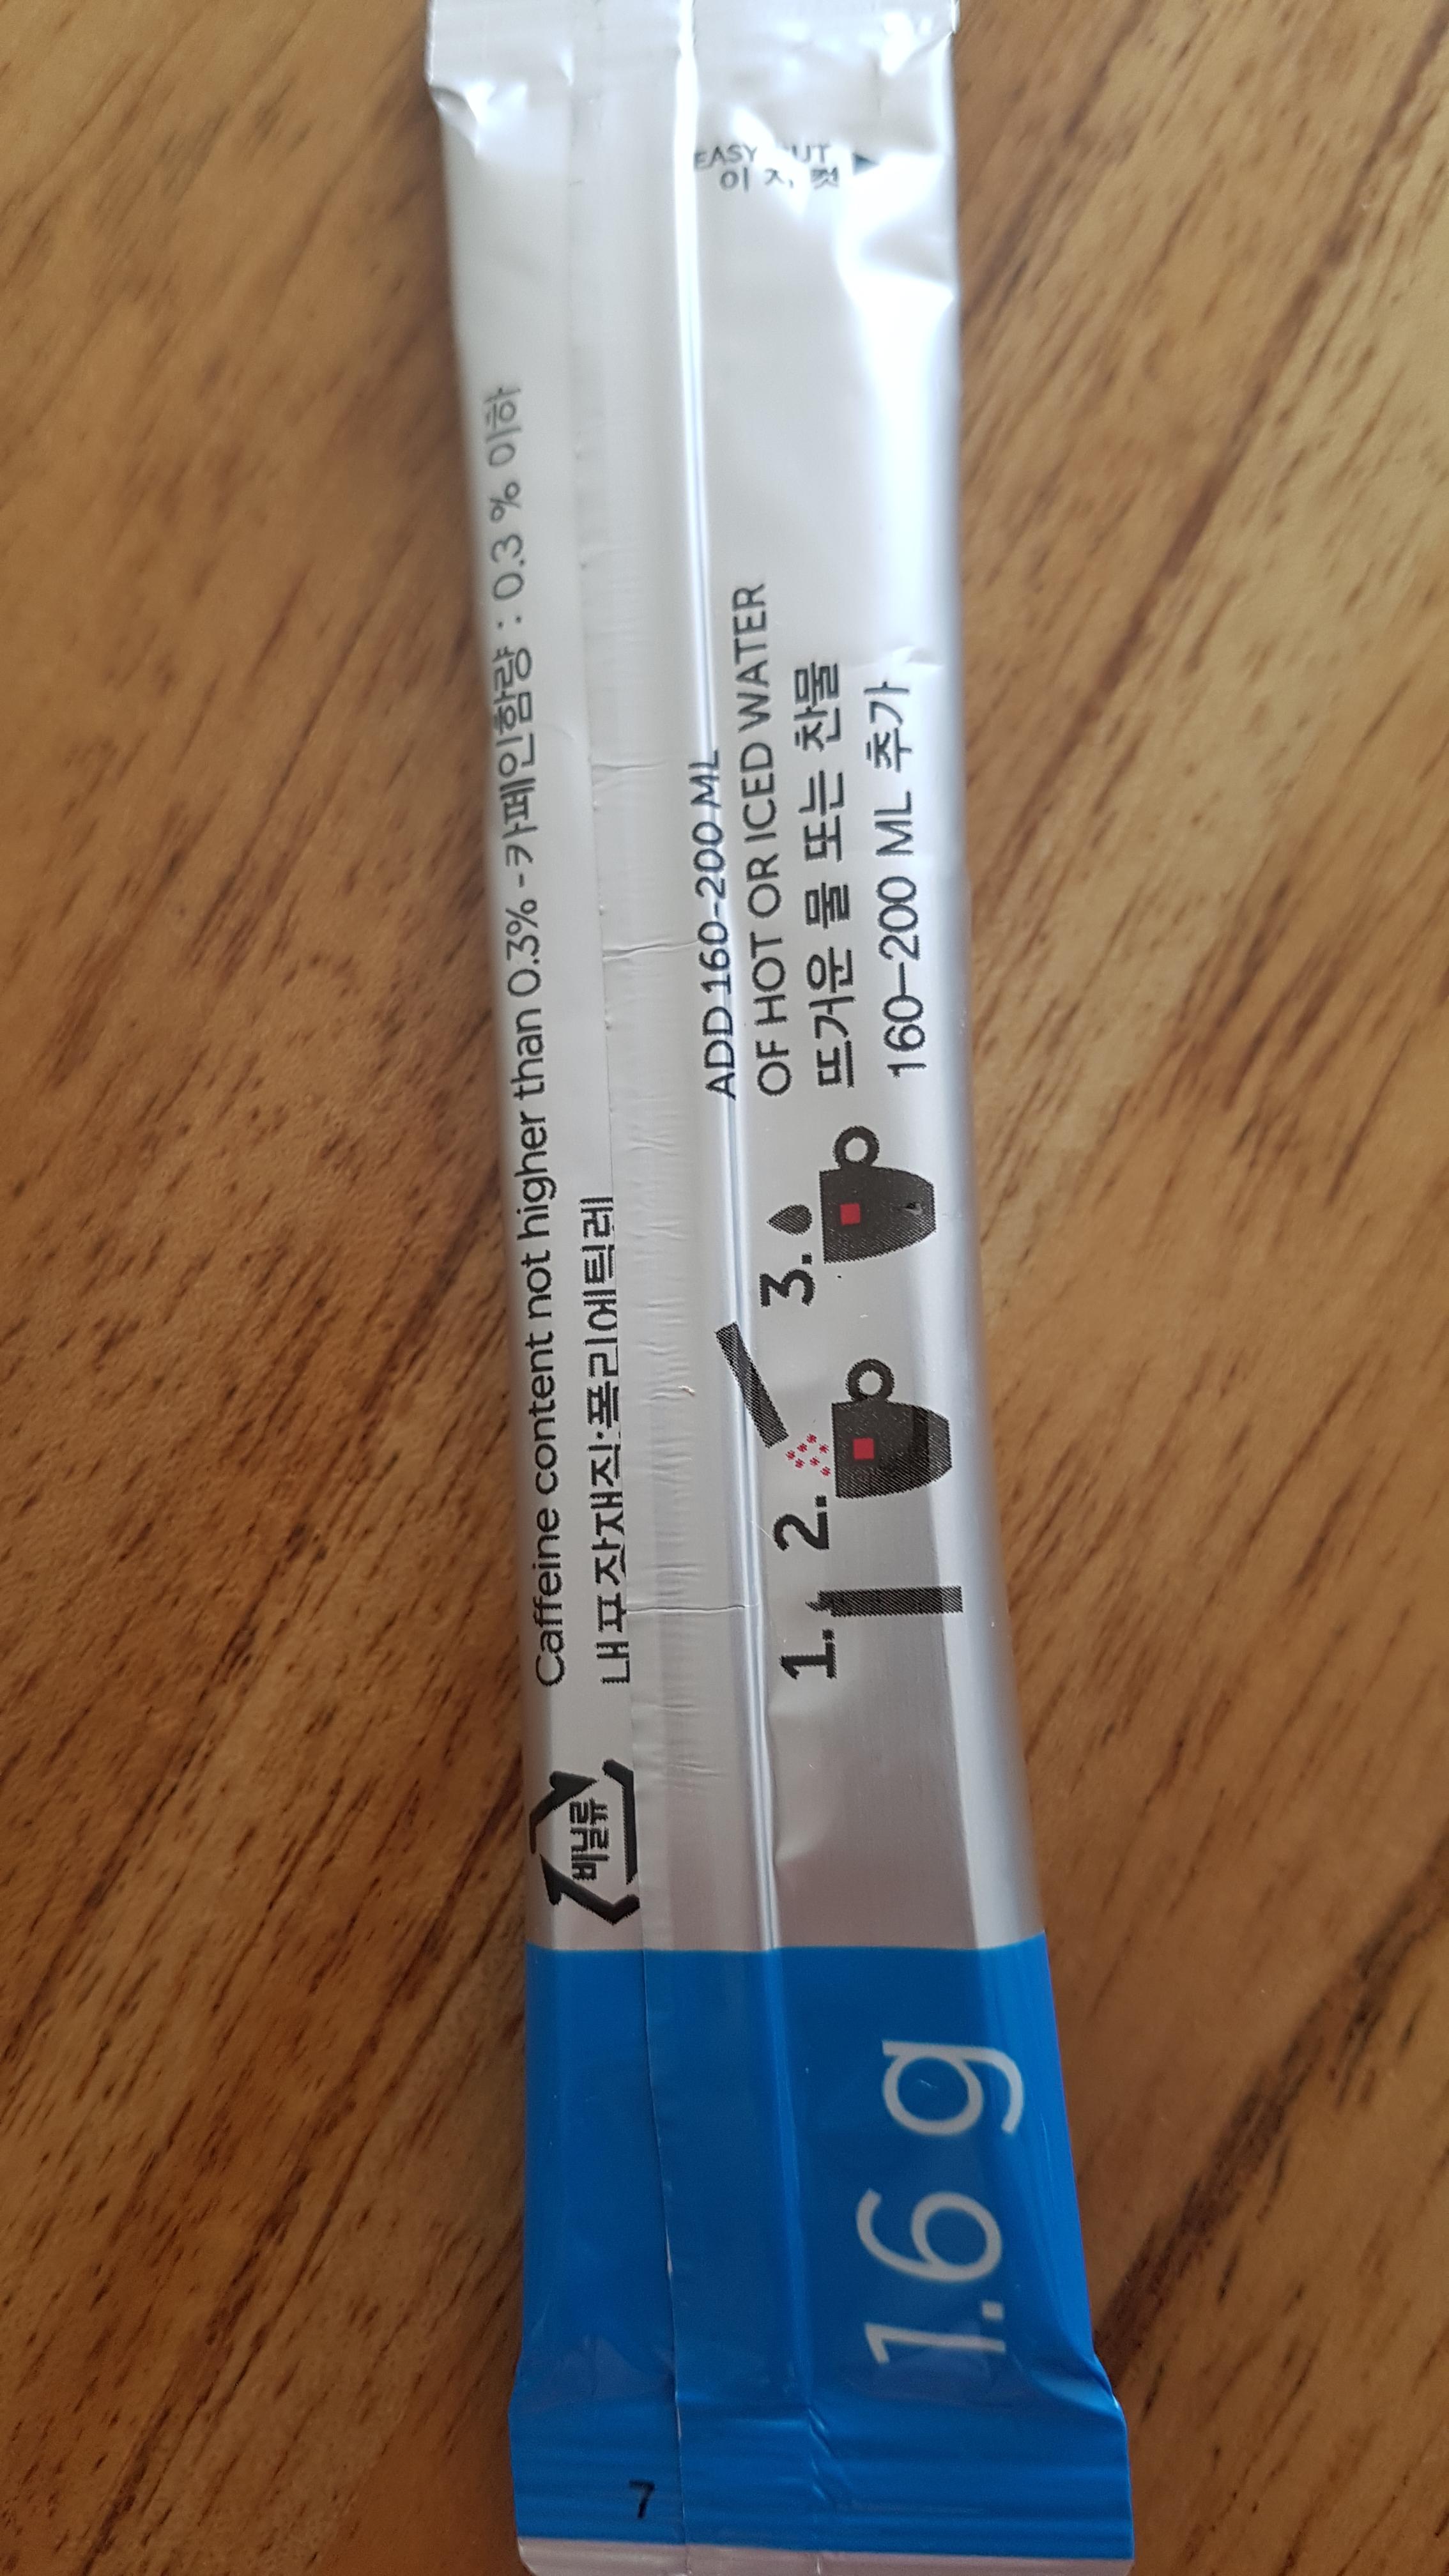 EASY CUT
이지컷
Caffeine content not higher than 0.3% - 카페인함량 : 0.3 % 이하
내포장재질:폴리에틸레
비닐류
1.
2.
3.
ADD 160-200 ML
OF HOT OR ICED WATER
뜨거운 물 또는 찬물
160-200 ML 추가
1.6 g
7